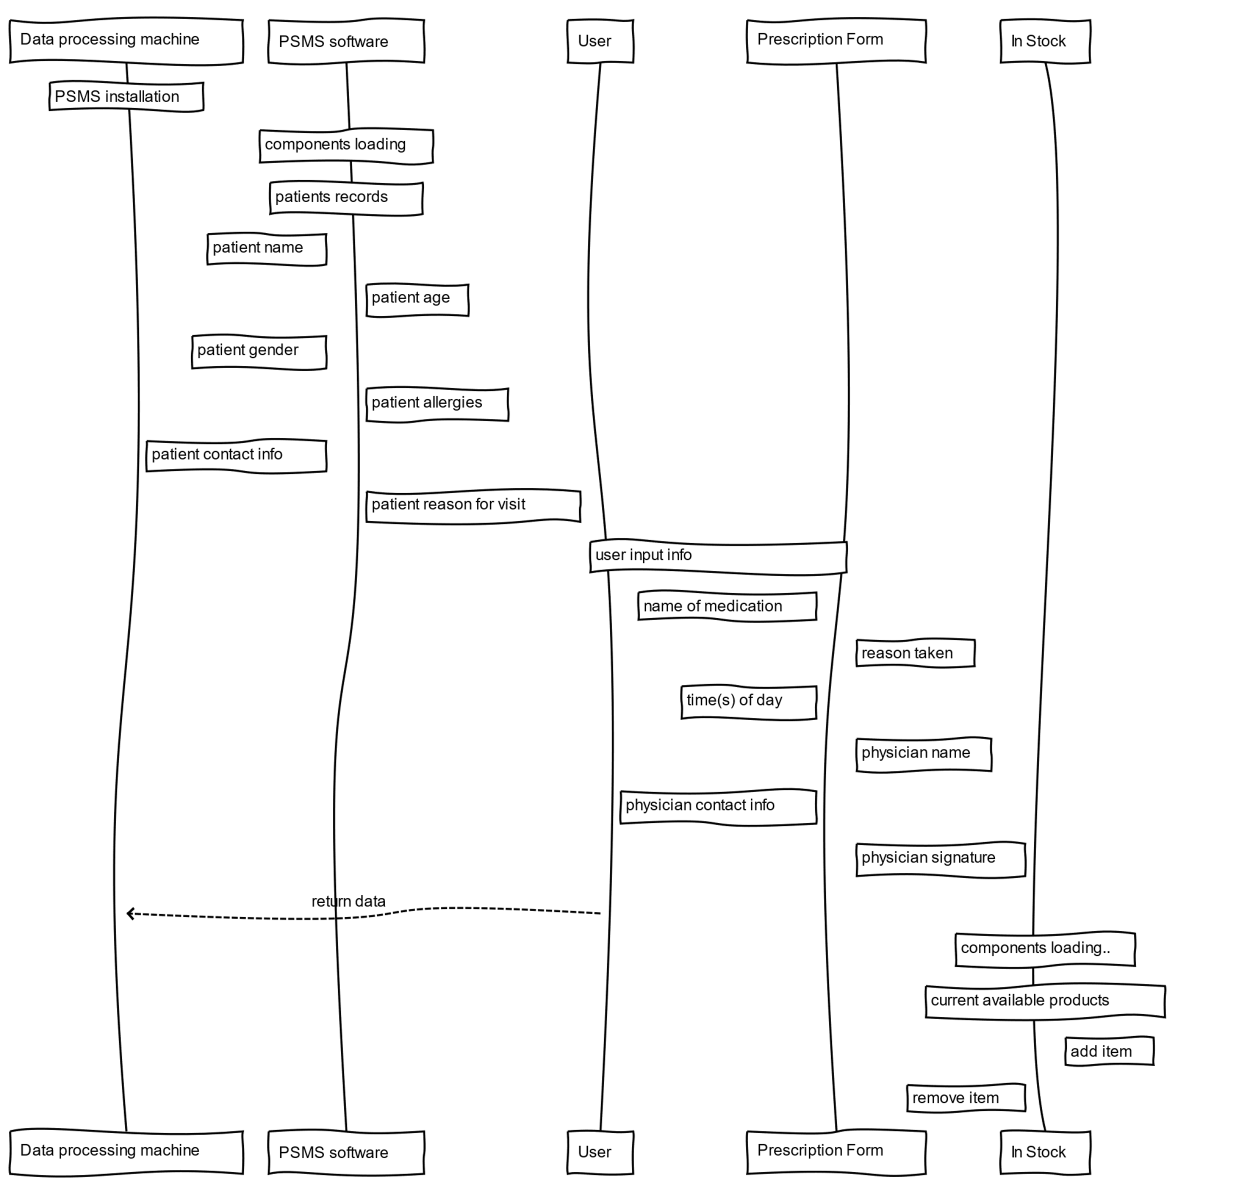 Data processing machine
PSMS software
User
Prescription Form
In Stock
PSMS installation
components loading
patients records
patient name
patient age
patient gender
patient allergies
patient contact info
patient reason for visit
user input info
name of medication
reason taken
time(s) of day
physician name
physician contact info
physician signature
return data
components loading..
current available products
add item
remove item
Data processing machine
PSMS software
User
Prescription Form
In Stock